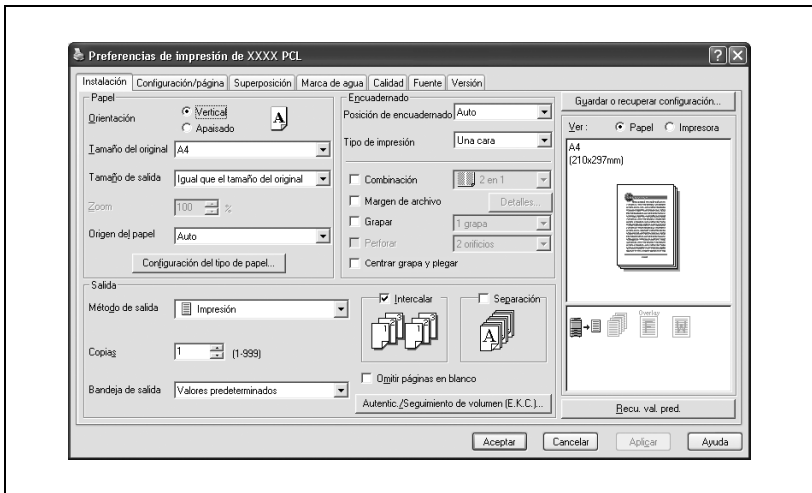 Preferencias de impresión de XXXX PCL
Instalación Configuración/página Superposición Marca de agua Calidad Fuente Versión
Papel
Orientación
Vertical
Apaisado
A
Tamaño del original A4
Tamaño de salida Igual que el tamaño del original
Zoom 100 %
Origen del papel Auto
Configuración del tipo de papel...
Encuadernado
Posición de encuadernado Auto
Tipo de impresión Una cara
Combinación 2 en 1
Margen de archivo Detalles...
Grapar 1 grapa
Perforar 2 orificios
Centrar grapa y plegar
Salida
Método de salida Impresión
Copias 1 (1-999)
Bandeja de salida Valores predeterminados
Intercalar
Separación
A
Omitir páginas en blanco
Autentic./Seguimiento de volumen (E.K.C.)...
Guardar o recuperar configuración...
Ver: Papel Impresora
A4
(210x297mm)
Overlay
Recu. val. pred.
Aceptar Cancelar Aplicar Ayuda